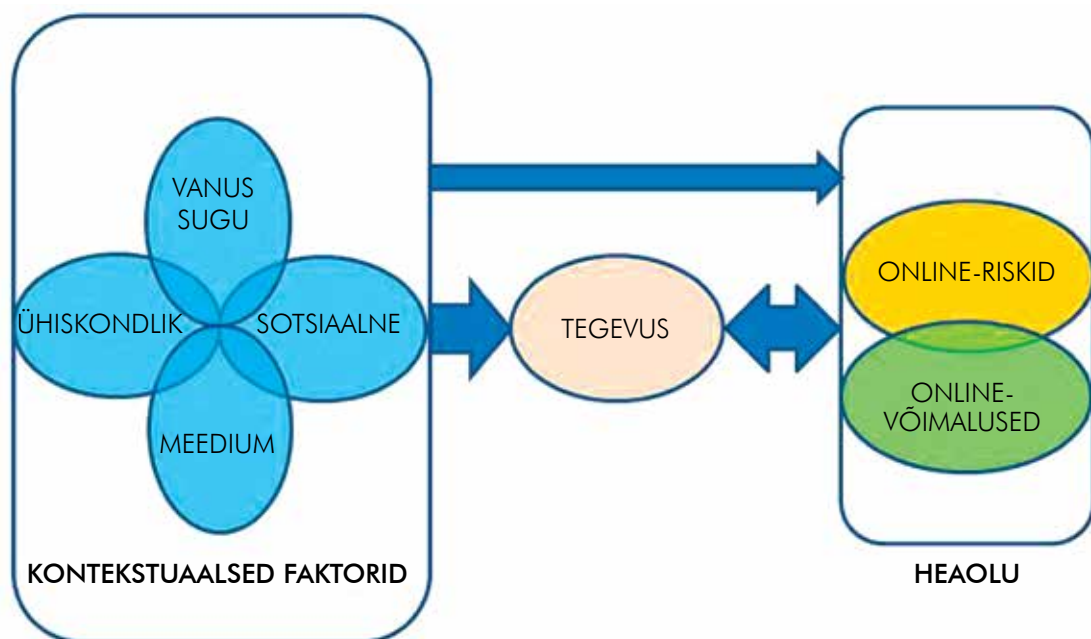 VANUS
SUGU
ÜHISKONDLIK
SOTSIAALNE
MEEDIUM
KONTEKSTUAALSED FAKTORID
TEGEVUS
ONLINE-RISKID
ONLINE-
VÕIMALUSED
HEAOLU